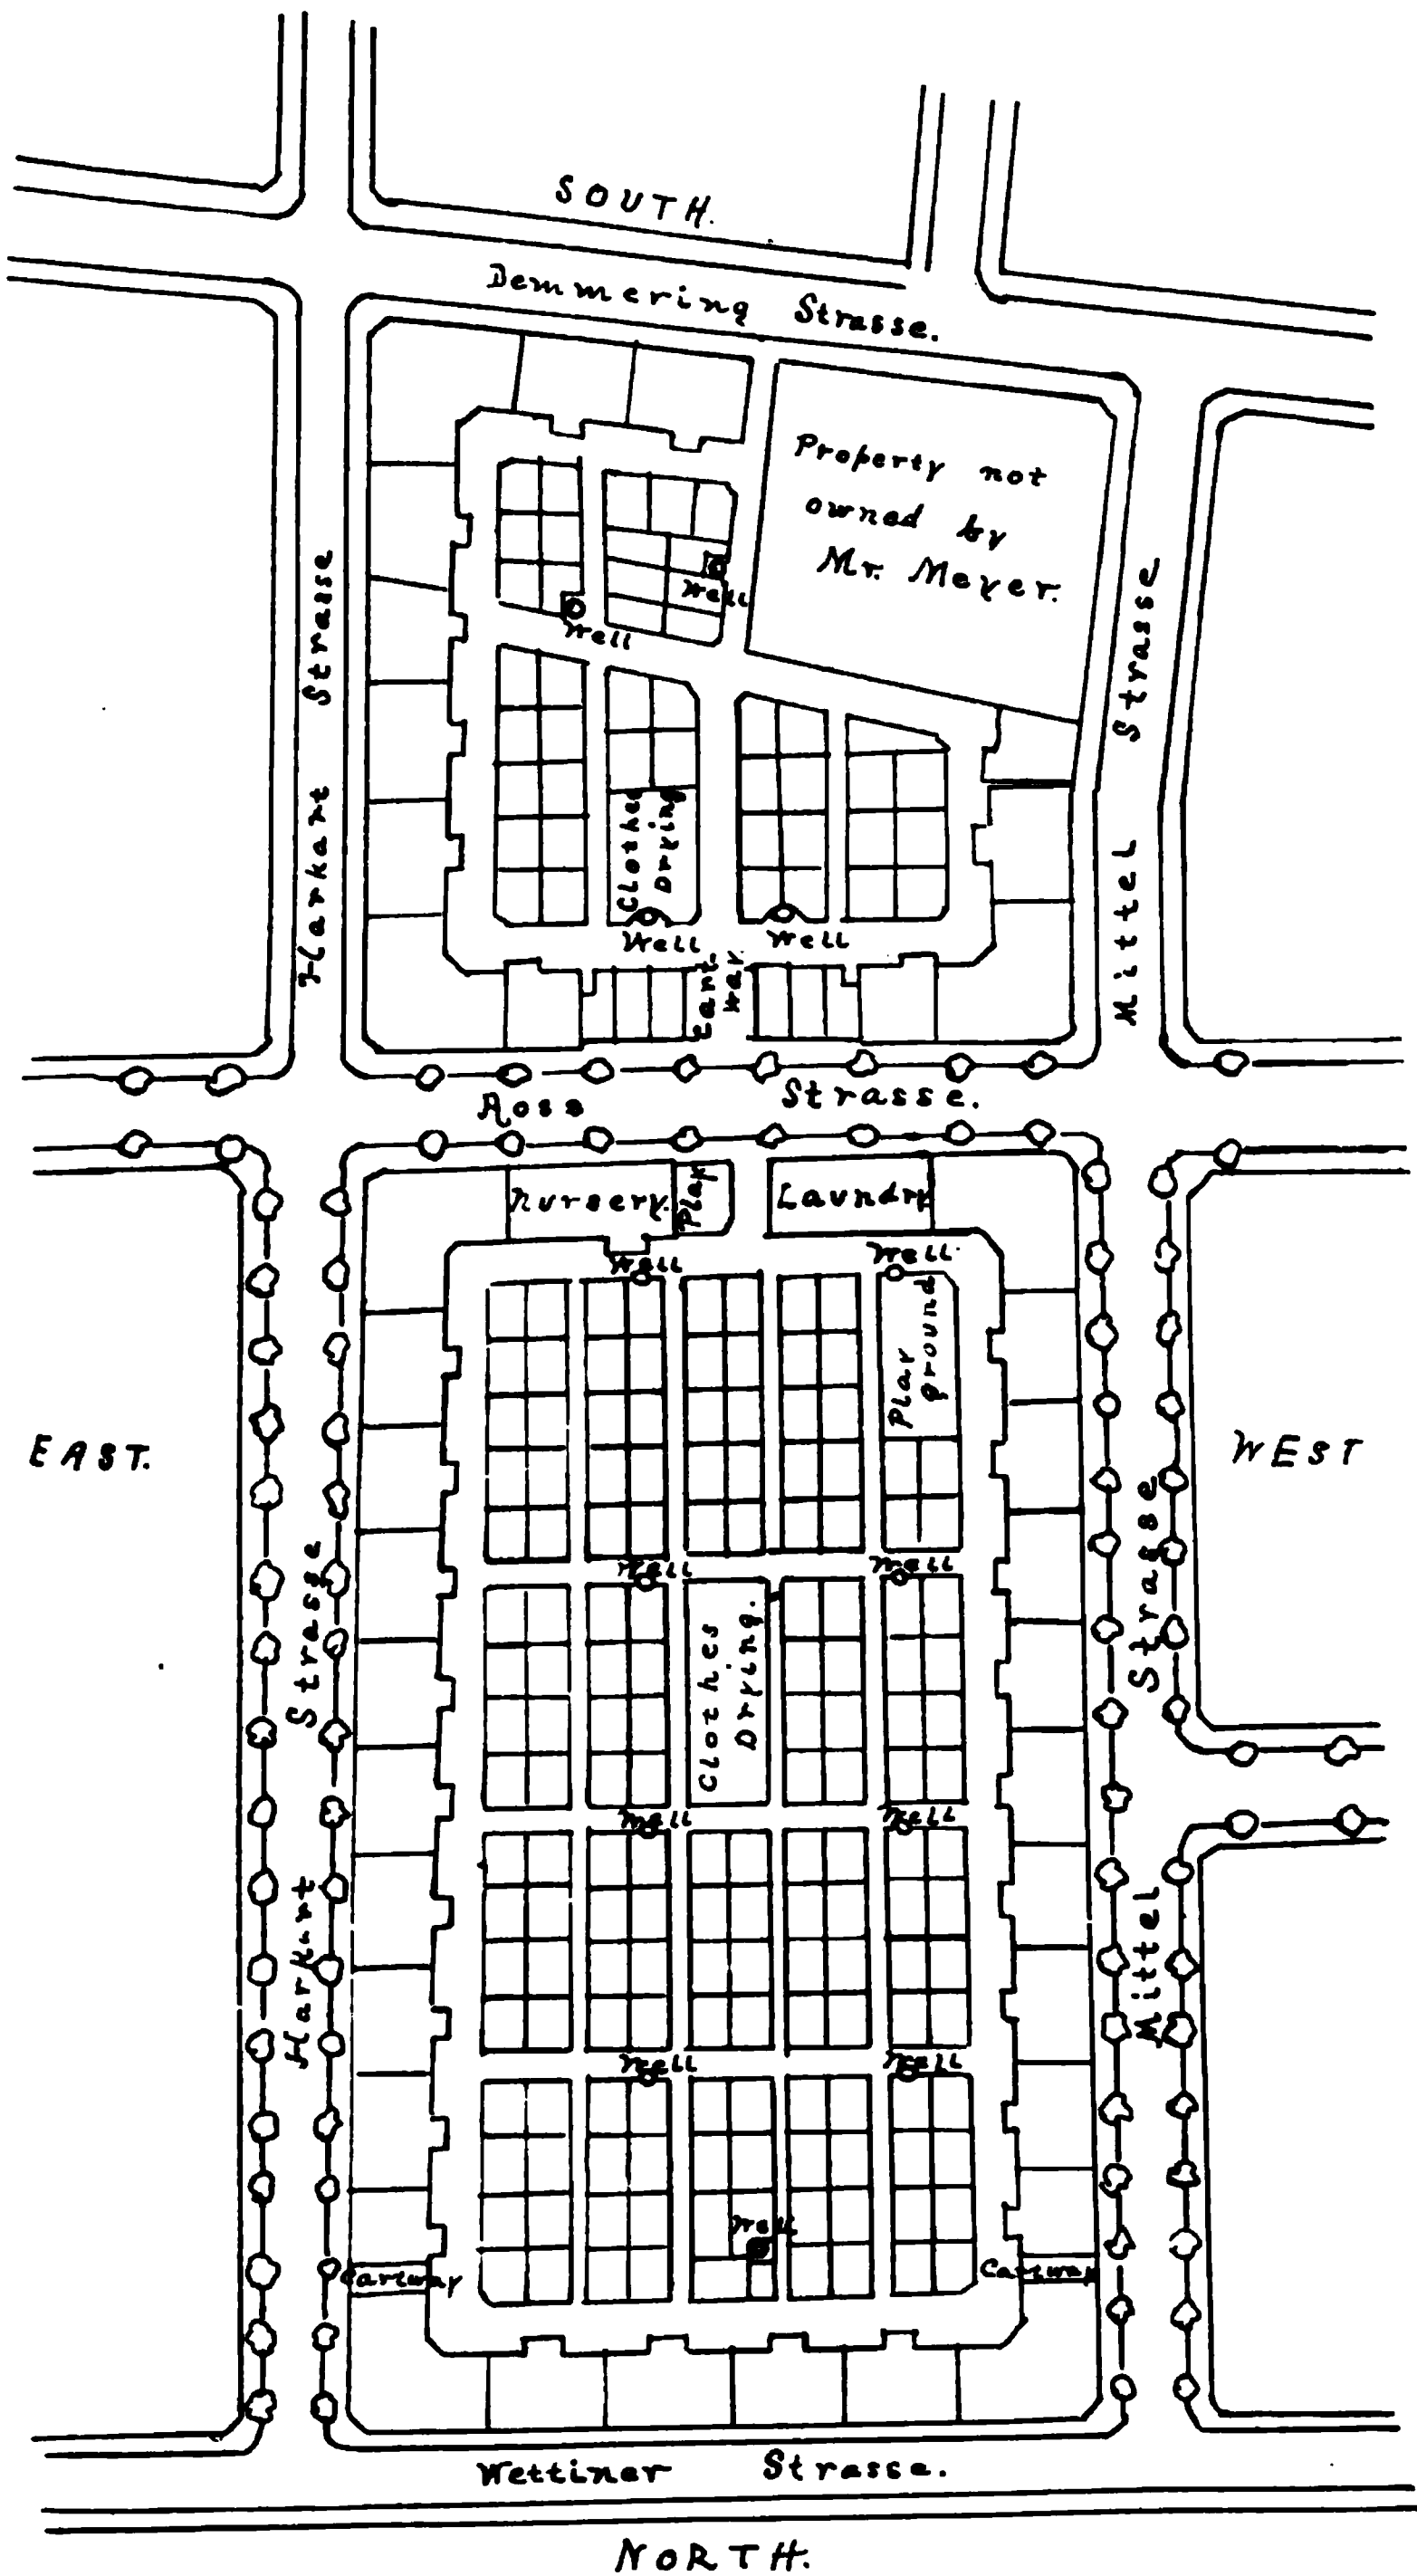 SOUTH.
Demmering Strasse.
Property not
owned by
Mr. Meyer.
Well
Well
Harkart Strasse
Mittel Strasse
Clothes
Drying
Well
Well
Ross Strasse.
Nursery.
Play
Laundry
Well
Well
Play
ground
EAST.
WEST
Well
Well
Clothes
Drying.
Harkurt Strasse
Mittel Strasse
Well
Well
Well
Well
Well
Cartway
Cartway
Wettiner Strasse.
NORTH.